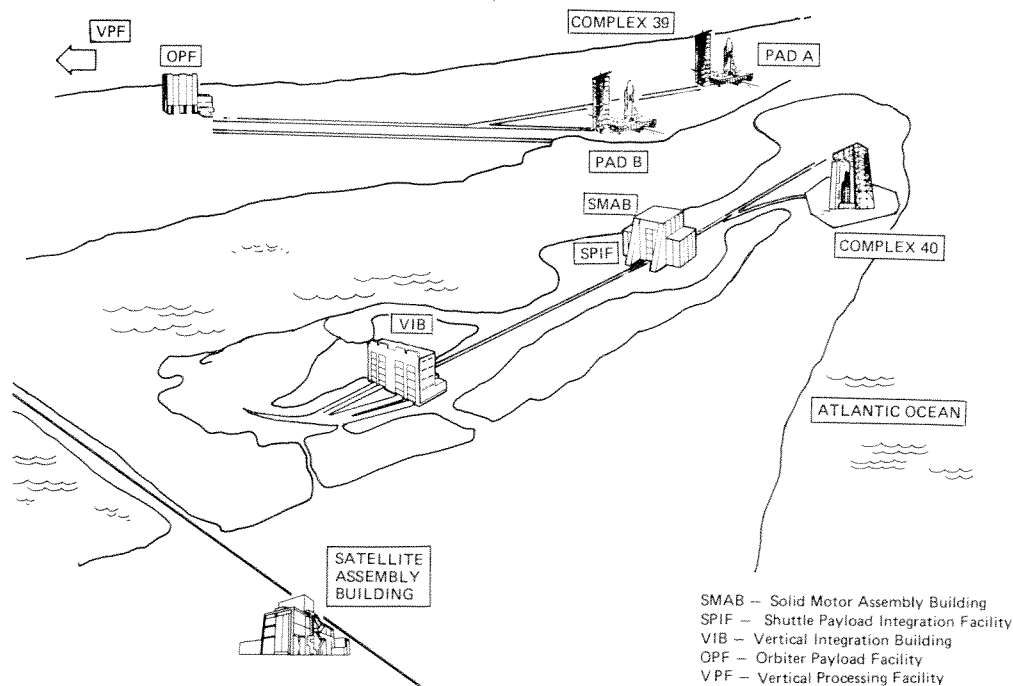 COMPLEX 39
VPF
OPF
PAD A
PAD B
SMAB
SPIF
COMPLEX 40
VIB
ATLANTIC OCEAN
SATELLITE
ASSEMBLY
BUILDING
SMAB – Solid Motor Assembly Building
SPIF – Shuttle Payload Integration Facility
VIB – Vertical Integration Building
OPF – Orbiter Payload Facility
VPF – Vertical Processing Facility